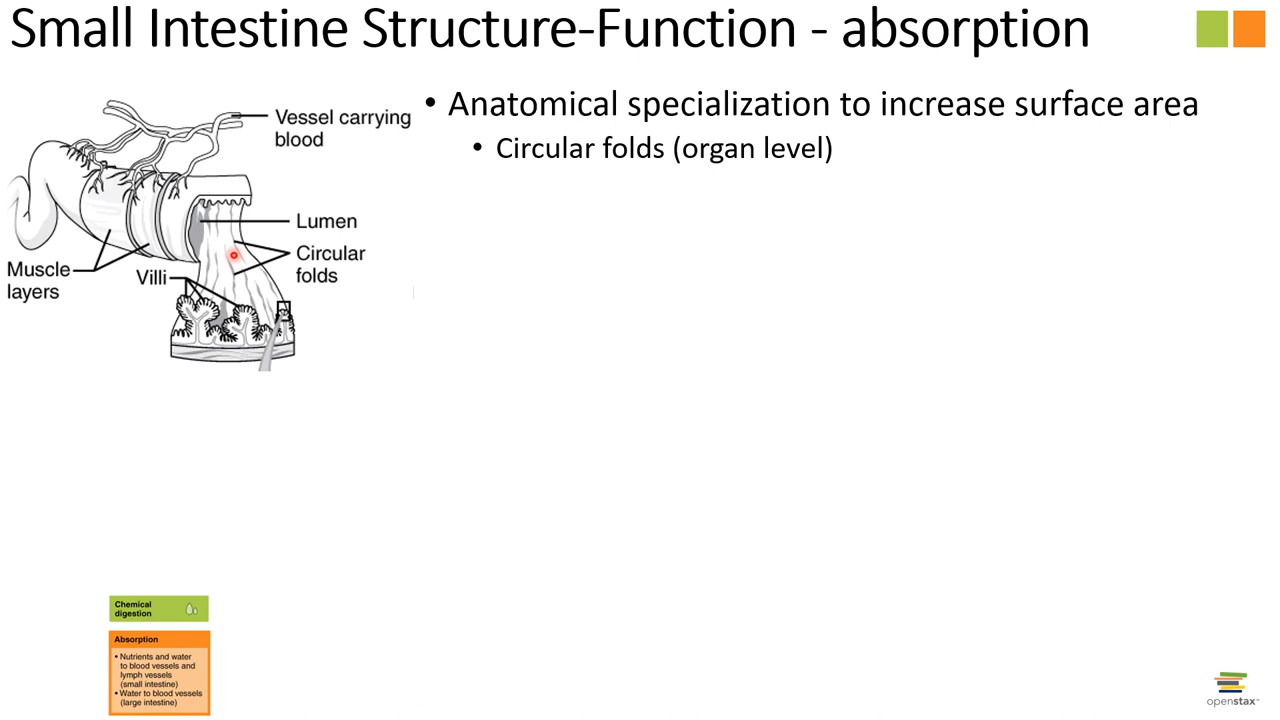 Small Intestine Structure-Function - absorption
• Anatomical specialization to increase surface area
• Circular folds (organ level)
Vessel carrying
blood
Lumen
Circular
folds
Muscle
layers
Villi
Chemical
digestion
Absorption
• Nutrients and water
to blood vessels and
lymph vessels
(small intestine)
• Water to blood vessels
(large intestine)
openstax™